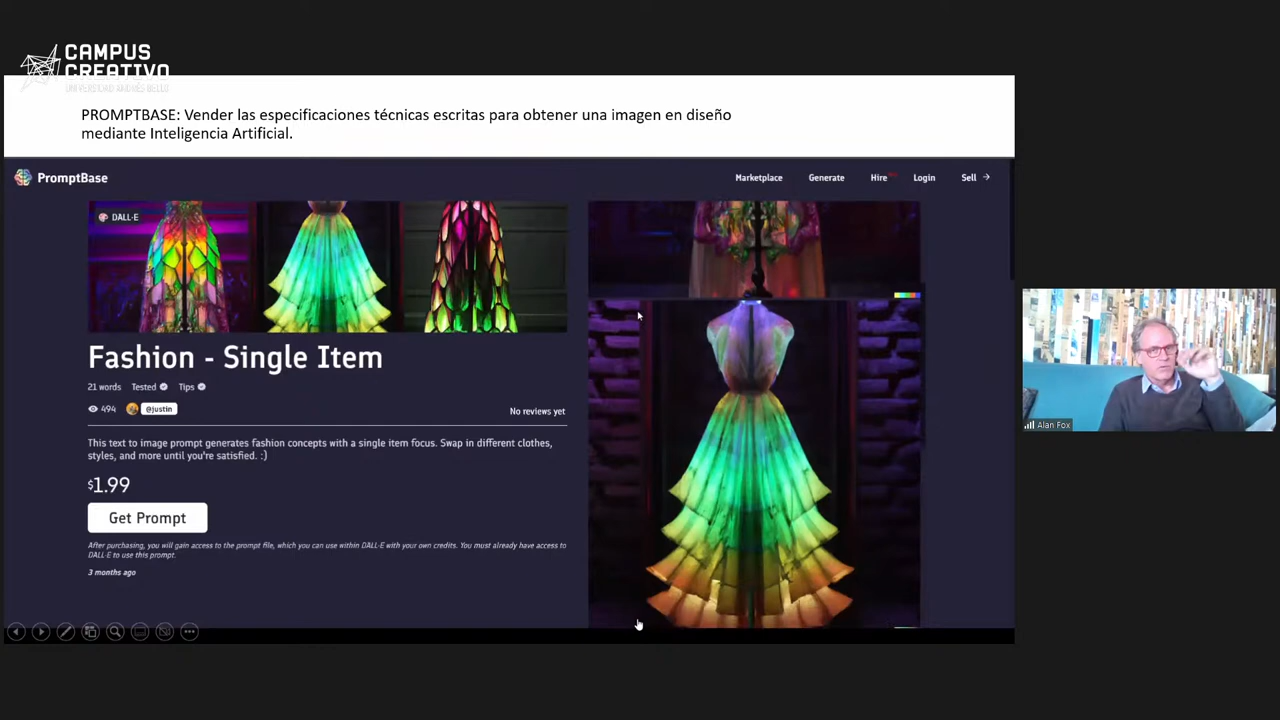 CAMPUS
CREATIVO
UNIVERSIDAD ANDRES BELLO
PROMPTBASE: Vender las especificaciones técnicas escritas para obtener una imagen en diseño
mediante Inteligencia Artificial.
PromptBase
Marketplace Generate Hire Login Sell
DALL·E
Fashion - Single Item
21 words Tested Tips
494 @justin
No reviews yet
This text to image prompt generates fashion concepts with a single item focus. Swap in different clothes,
styles, and more until you're satisfied. :)
$1.99
Get Prompt
After purchasing, you will gain access to the prompt file, which you can use within DALL-E with your own credits. You must already have access to
DALL-E to use this prompt.
3 months ago
Alan Fox